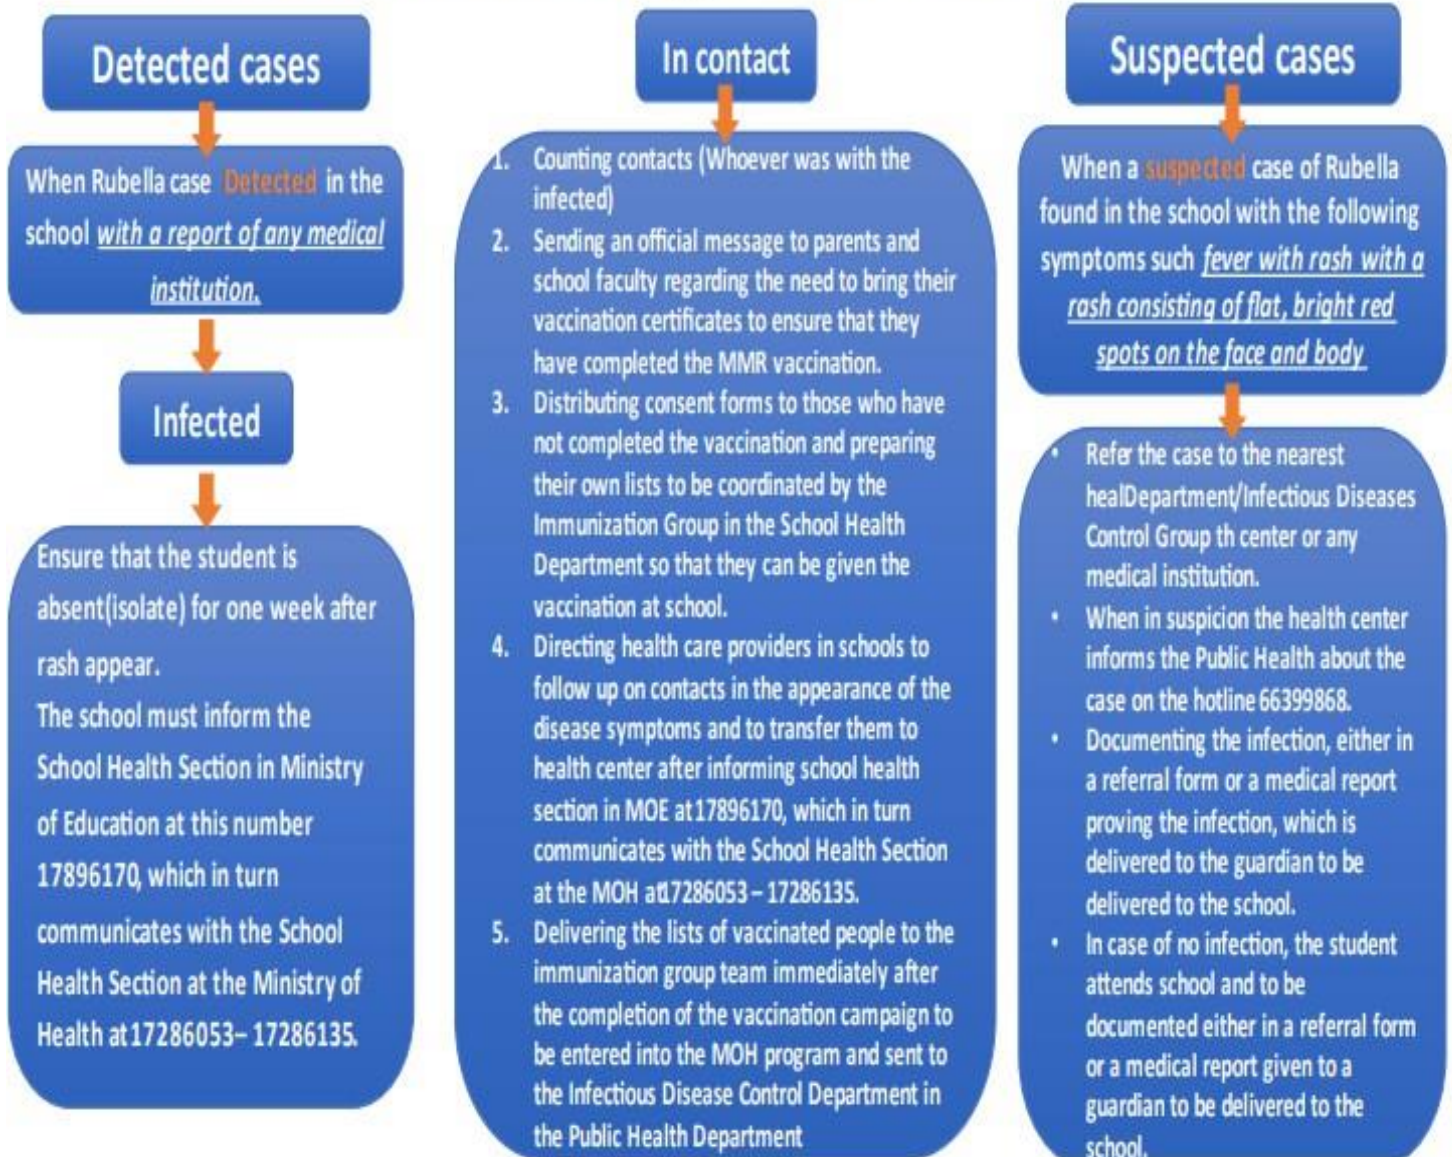 Detected cases
When Rubella case Detected in the
school with a report of any medical
institution.
Infected
Ensure that the student is
absent(isolate) for one week after
rash appear.
The school must inform the
School Health Section in Ministry
of Education at this number
17896170, which in turn
communicates with the School
Health Section at the Ministry of
Health at 17286053– 17286135.
In contact
1. Counting contacts (Whoever was with the
infected)
2. Sending an official message to parents and
school faculty regarding the need to bring their
vaccination certificates to ensure that they
have completed the MMR vaccination.
3. Distributing consent forms to those who have
not completed the vaccination and preparing
their own lists to be coordinated by the
Immunization Group in the School Health
Department so that they can be given the
vaccination at school.
4. Directing health care providers in schools to
follow up on contacts in the appearance of the
disease symptoms and to transfer them to
health center after informing school health
section in MOE at 17896170, which in turn
communicates with the School Health Section
at the MOH at 17286053 – 17286135.
5. Delivering the lists of vaccinated people to the
immunization group team immediately after
the completion of the vaccination campaign to
be entered into the MOH program and sent to
the Infectious Disease Control Department in
the Public Health Department
Suspected cases
When a suspected case of Rubella
found in the school with the following
symptoms such fever with rash with a
rash consisting of flat, bright red
spots on the face and body
• Refer the case to the nearest
healDepartment/Infectious Diseases
Control Group th center or any
medical institution.
• When in suspicion the health center
informs the Public Health about the
case on the hotline 66399868.
• Documenting the infection, either in
a referral form or a medical report
proving the infection, which is
delivered to the guardian to be
delivered to the school.
• In case of no infection, the student
attends school and to be
documented either in a referral form
or a medical report given to a
guardian to be delivered to the
school.